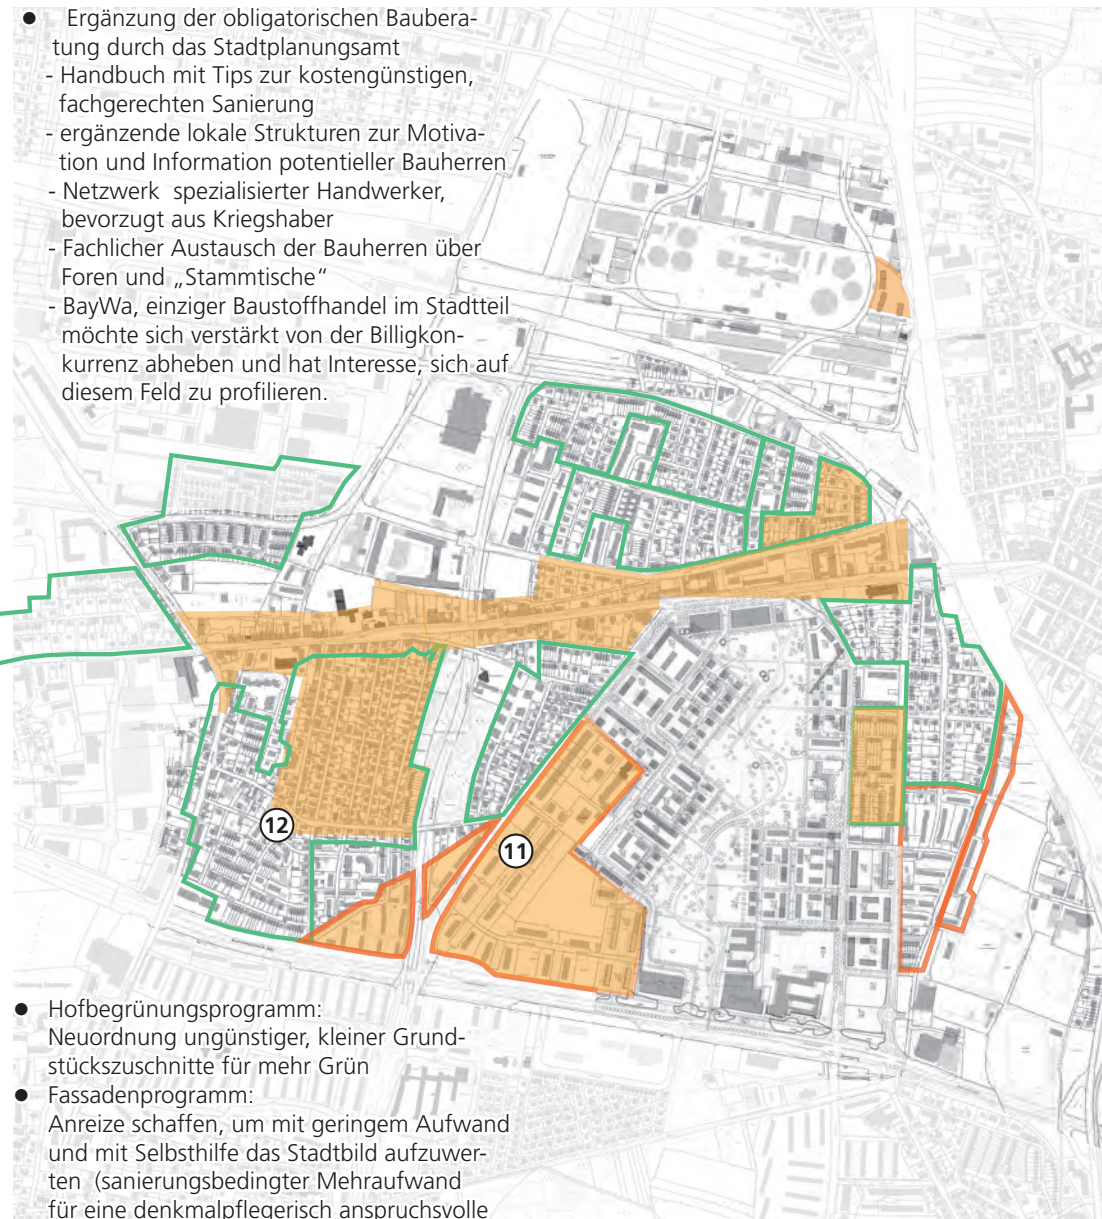 ● Ergänzung der obligatorischen Baubera-
tung durch das Stadtplanungsamt
- Handbuch mit Tips zur kostengünstigen,
fachgerechten Sanierung
- ergänzende lokale Strukturen zur Motiva-
tion und Information potentieller Bauherren
- Netzwerk spezialisierter Handwerker,
bevorzugt aus Kriegshaber
- Fachlicher Austausch der Bauherren über
Foren und „Stammtische“
- BayWa, einziger Baustoffhandel im Stadtteil
möchte sich verstärkt von der Billigkon-
kurrenz abheben und hat Interesse, sich auf
diesem Feld zu profilieren.
12
11
● Hofbegrünungsprogramm:
Neuordnung ungünstiger, kleiner Grund-
stückszuschnitte für mehr Grün
● Fassadenprogramm:
Anreize schaffen, um mit geringem Aufwand
und mit Selbsthilfe das Stadtbild aufzuwer-
ten (sanierungsbedingter Mehraufwand
für eine denkmalpflegerisch anspruchsvolle